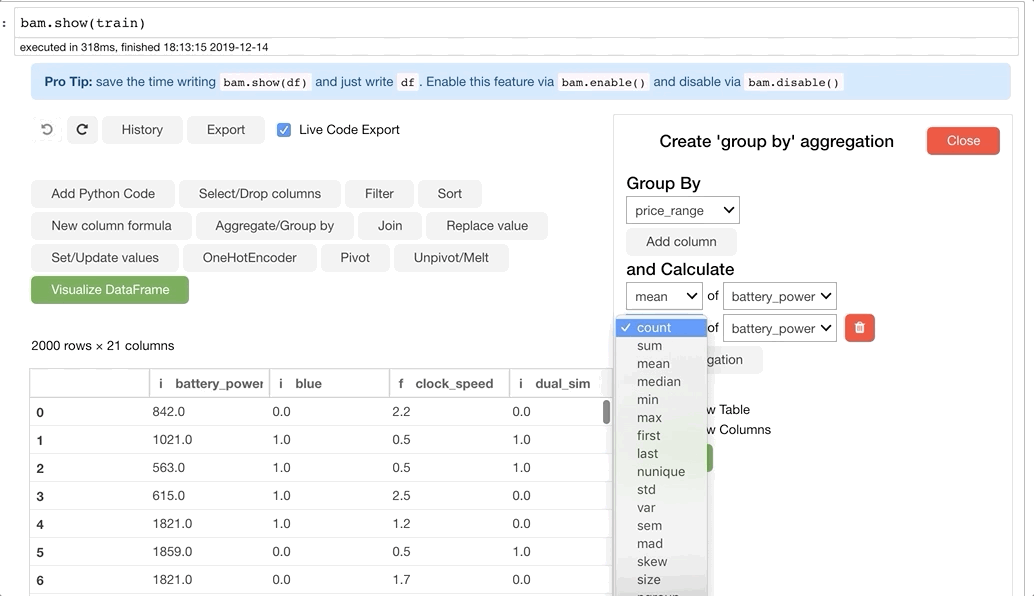 : bam.show(train)
executed in 318ms, finished 18:13:15 2019-12-14
Pro Tip: save the time writing bam.show(df) and just write df. Enable this feature via bam.enable() and disable via bam.disable()
History Export Live Code Export
Add Python Code Select/Drop columns Filter Sort
New column formula Aggregate/Group by Join Replace value
Set/Update values OneHotEncoder Pivot Unpivot/Melt
Visualize DataFrame
2000 rows × 21 columns
i battery_power i blue f clock_speed i dual_sim
0 842.0 0.0 2.2 0.0
1 1021.0 1.0 0.5 1.0
2 563.0 1.0 0.5 1.0
3 615.0 1.0 2.5 0.0
4 1821.0 1.0 1.2 0.0
5 1859.0 0.0 0.5 1.0
6 1821.0 0.0 1.7 0.0
Create 'group by' aggregation Close
Group By
price_range
Add column
and Calculate
mean of battery_power
count of battery_power
sum
mean
median
min
max
first
last
nunique
std
var
sem
mad
skew
size
gation
w Table
w Columns